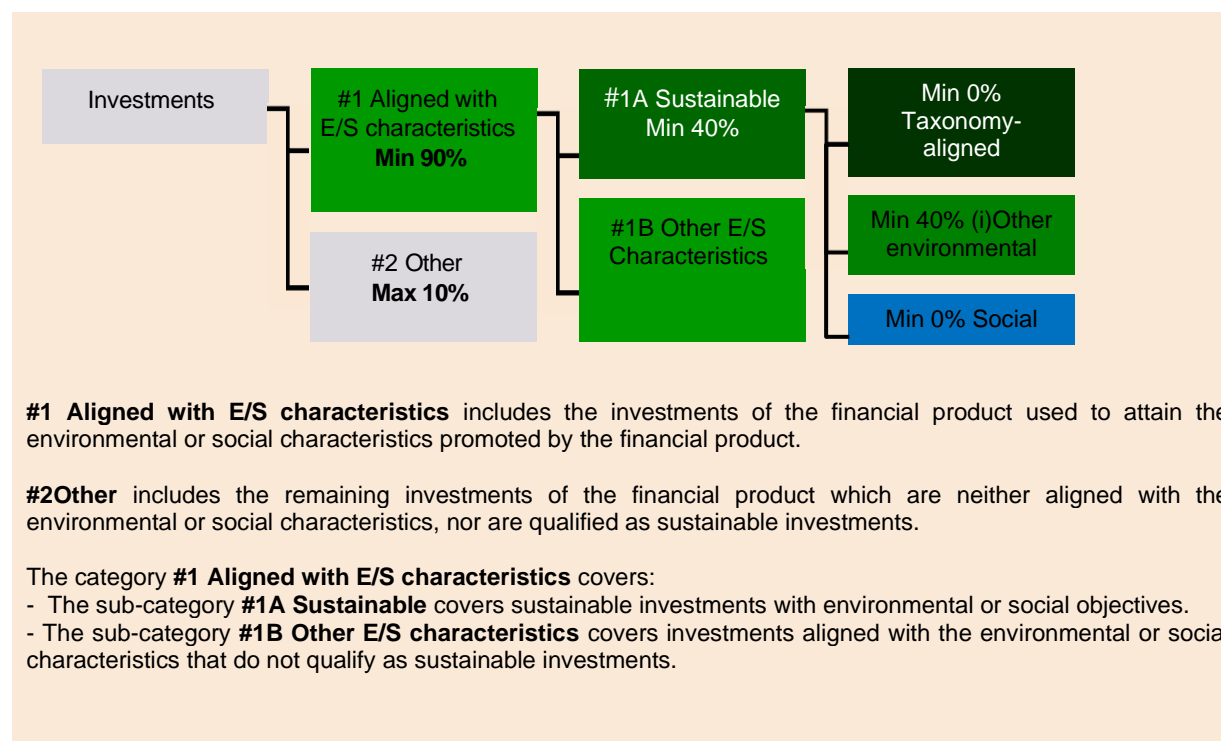 Investments
#1 Aligned with
E/S characteristics
Min 90%
#2 Other
Max 10%
#1A Sustainable
Min 40%
#1B Other E/S
Characteristics
Min 0%
Taxonomy-
aligned
Min 40% (i)Other
environmental
Min 0% Social
#1 Aligned with E/S characteristics includes the investments of the financial product used to attain the
environmental or social characteristics promoted by the financial product.
#2Other includes the remaining investments of the financial product which are neither aligned with the
environmental or social characteristics, nor are qualified as sustainable investments.
The category #1 Aligned with E/S characteristics covers:
- The sub-category #1A Sustainable covers sustainable investments with environmental or social objectives.
- The sub-category #1B Other E/S characteristics covers investments aligned with the environmental or social
characteristics that do not qualify as sustainable investments.